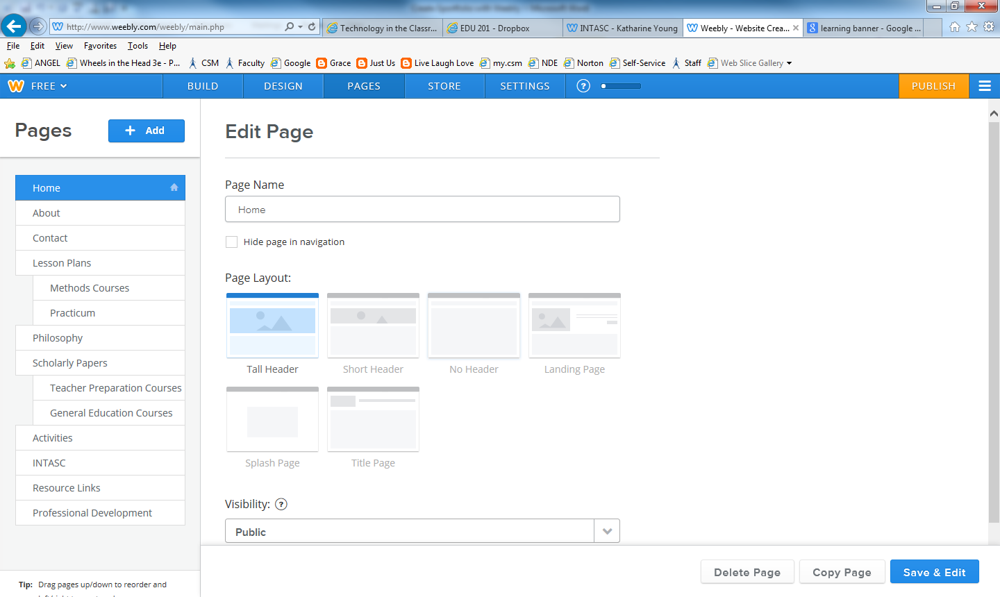 Create Eportfolio with Weebly - Microsoft Word
http://www.weebly.com/weebly/main.php
Technology in the Classr...
EDU 201 - Dropbox
INTASC - Katharine Young
Weebly - Website Crea...
learning banner - Google ...
File Edit View Favorites Tools Help
ANGEL Wheels in the Head 3e - P... CSM Faculty Google Grace Just Us Live Laugh Love my.csm NDE Norton Self-Service Staff Web Slice Gallery
FREE BUILD DESIGN PAGES STORE SETTINGS ? PUBLISH
Pages
+ Add
Home
About
Contact
Lesson Plans
Methods Courses
Practicum
Philosophy
Scholarly Papers
Teacher Preparation Courses
General Education Courses
Activities
INTASC
Resource Links
Professional Development
Tip: Drag pages up/down to reorder and
Edit Page
Page Name
Home
Hide page in navigation
Page Layout:
Tall Header Short Header No Header Landing Page
Splash Page Title Page
Visibility: ?
Public
Delete Page Copy Page Save & Edit